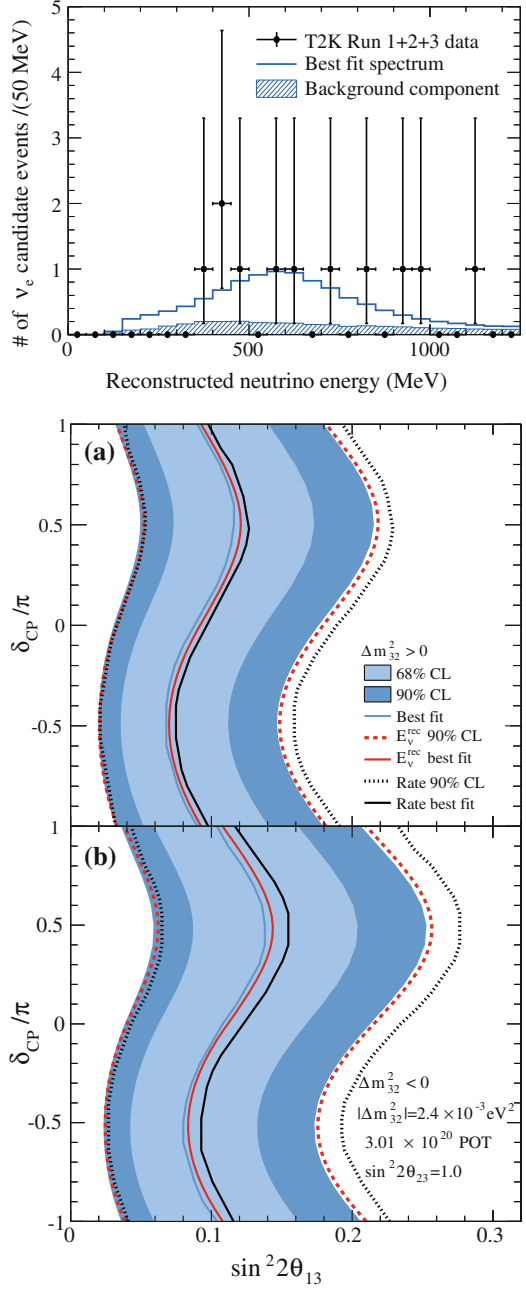 # of νe candidate events /(50 MeV)
5
4
3
2
1
0
T2K Run 1+2+3 data
Best fit spectrum
Background component
0
500
1000
Reconstructed neutrino energy (MeV)
(a)
δCP/π
1
0.5
0
-0.5
Δm²32 > 0
68% CL
90% CL
Best fit
Eνrec 90% CL
Eνrec best fit
Rate 90% CL
Rate best fit
(b)
δCP/π
1
0.5
0
-0.5
-1
Δm²32 < 0
|Δm²32|=2.4 ×10⁻³eV²
3.01 × 10²⁰ POT
sin²2θ23=1.0
0
0.1
0.2
0.3
sin²2θ13